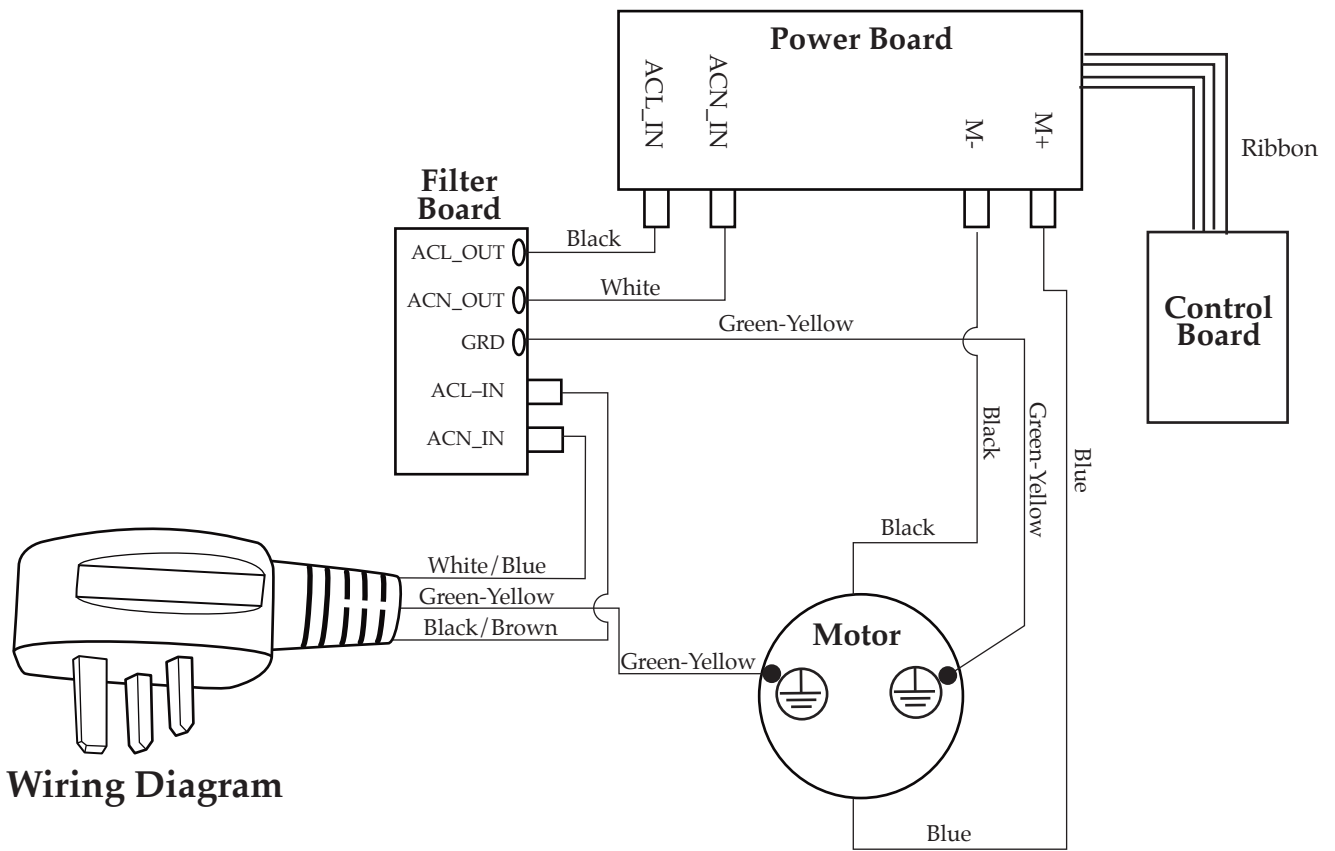 Power Board
ACL_IN
ACN_IN
M-
M+
Ribbon
Control
Board
Filter
Board
ACL_OUT
ACN_OUT
GRD
ACL–IN
ACN_IN
Black
White
Green-Yellow
Black
Green-Yellow
Blue
Black
White/Blue
Green-Yellow
Black/Brown
Green-Yellow
Motor
Blue
Wiring Diagram